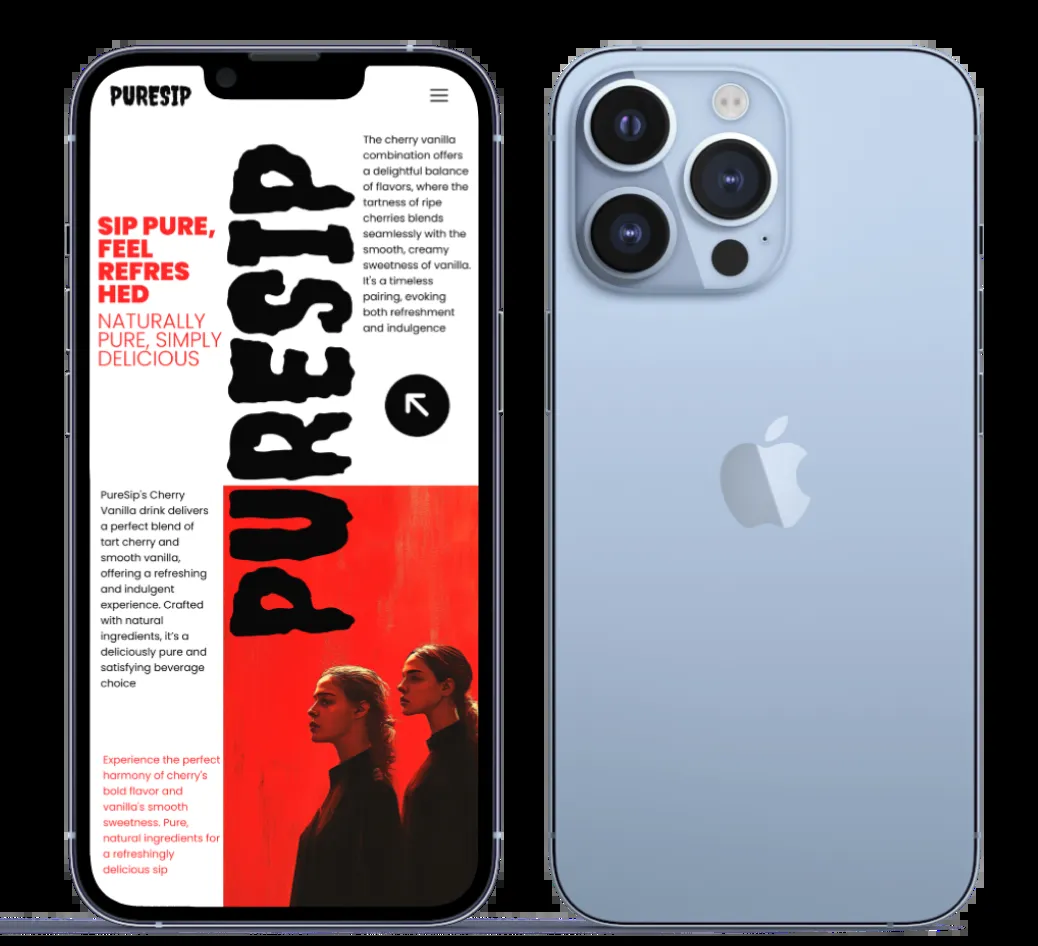 PURESIP
The cherry vanilla
combination offers
a delightful balance
of flavors, where the
tartness of ripe
cherries blends
seamlessly with the
smooth, creamy
sweetness of vanilla.
It's a timeless
pairing, evoking
both refreshment
and indulgence
SIP PURE,
FEEL
REFRES
HED
NATURALLY
PURE, SIMPLY
DELICIOUS
PURESIP
PureSip's Cherry
Vanilla drink delivers
a perfect blend of
tart cherry and
smooth vanilla,
offering a refreshing
and indulgent
experience. Crafted
with natural
ingredients, it's a
deliciously pure and
satisfying beverage
choice
Experience the perfect
harmony of cherry's
bold flavor and
vanilla's smooth
sweetness. Pure,
natural ingredients for
a refreshingly
delicious sip